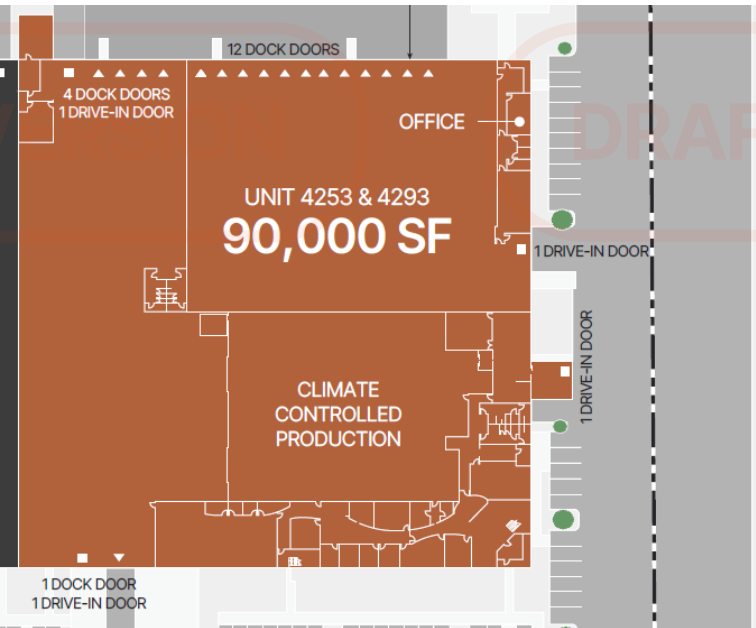 12 DOCK DOORS
4 DOCK DOORS
1 DRIVE-IN DOOR
OFFICE
UNIT 4253 & 4293
90,000 SF
1 DRIVE-IN DOOR
1 DRIVE-IN DOOR
CLIMATE
CONTROLLED
PRODUCTION
1 DOCK DOOR
1 DRIVE-IN DOOR
DRAF